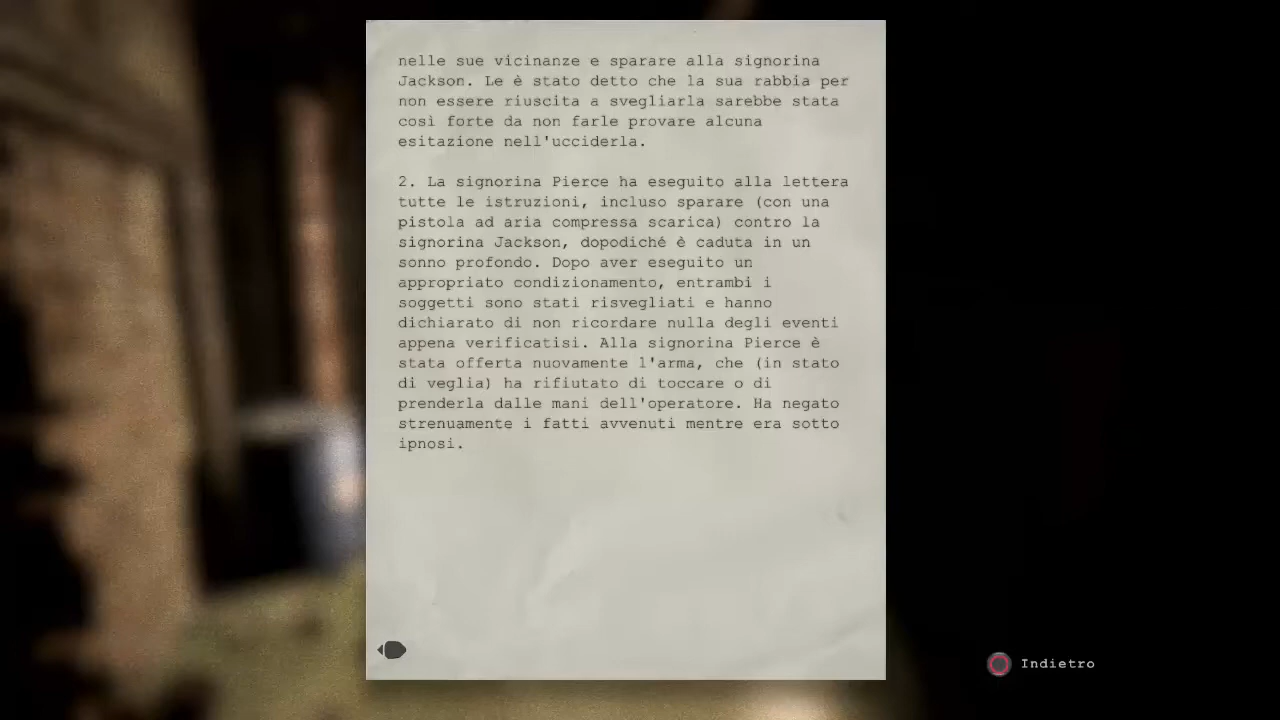 nelle sue vicinanze e sparare alla signorina
Jackson. Le è stato detto che la sua rabbia per
non essere riuscita a svegliarla sarebbe stata
così forte da non farle provare alcuna
esitazione nell'ucciderla.
2. La signorina Pierce ha eseguito alla lettera
tutte le istruzioni, incluso sparare (con una
pistola ad aria compressa scarica) contro la
signorina Jackson, dopodiché è caduta in un
sonno profondo. Dopo aver eseguito un
appropriato condizionamento, entrambi i
soggetti sono stati risvegliati e hanno
dichiarato di non ricordare nulla degli eventi
appena verificatisi. Alla signorina Pierce è
stata offerta nuovamente l'arma, che (in stato
di veglia) ha rifiutato di toccare o di
prenderla dalle mani dell'operatore. Ha negato
strenuamente i fatti avvenuti mentre era sotto
ipnosi.
Indietro